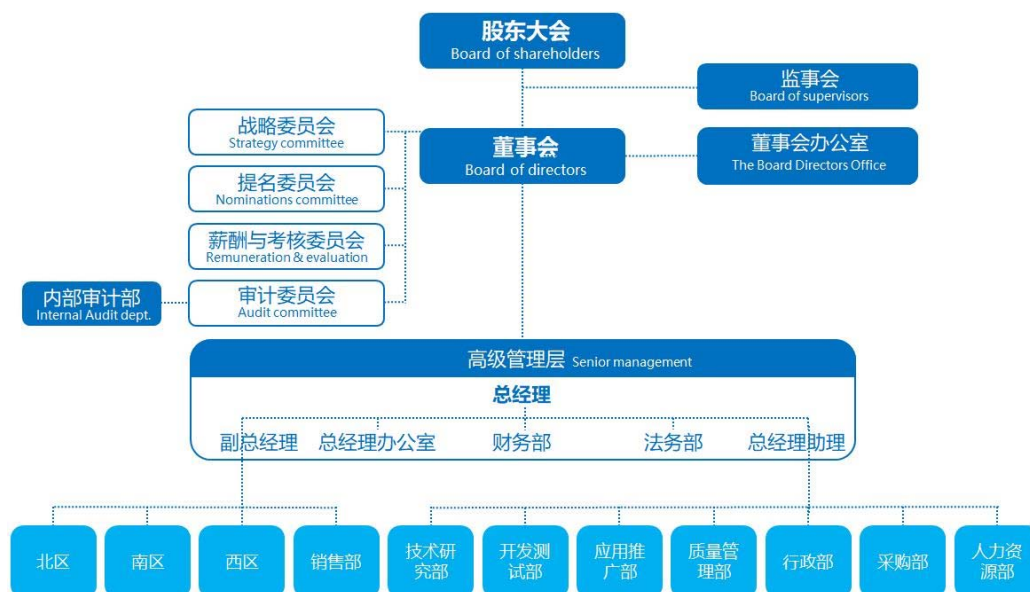 股东大会
Board of shareholders
监事会
Board of supervisors
战略委员会
Strategy committee
董事会
Board of directors
董事会办公室
The Board Directors Office
提名委员会
Nominations committee
薪酬与考核委员会
Remuneration & evaluation
内部审计部
Internal Audit dept.
审计委员会
Audit committee
高级管理层 Senior management
总经理
副总经理 总经理办公室 财务部 法务部 总经理助理
北区
南区
西区
销售部
技术研
究部
开发测
试部
应用推
广部
质量管
理部
行政部
采购部
人力资
源部